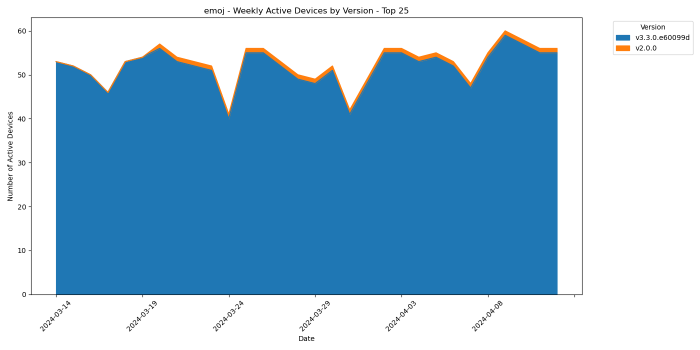 emoj - Weekly Active Devices by Version - Top 25
Version
v3.3.0.e60099d
v2.0.0
Number of Active Devices
60
50
40
30
20
10
0
2024-03-14
2024-03-19
2024-03-24
2024-03-29
2024-04-03
2024-04-08
Date